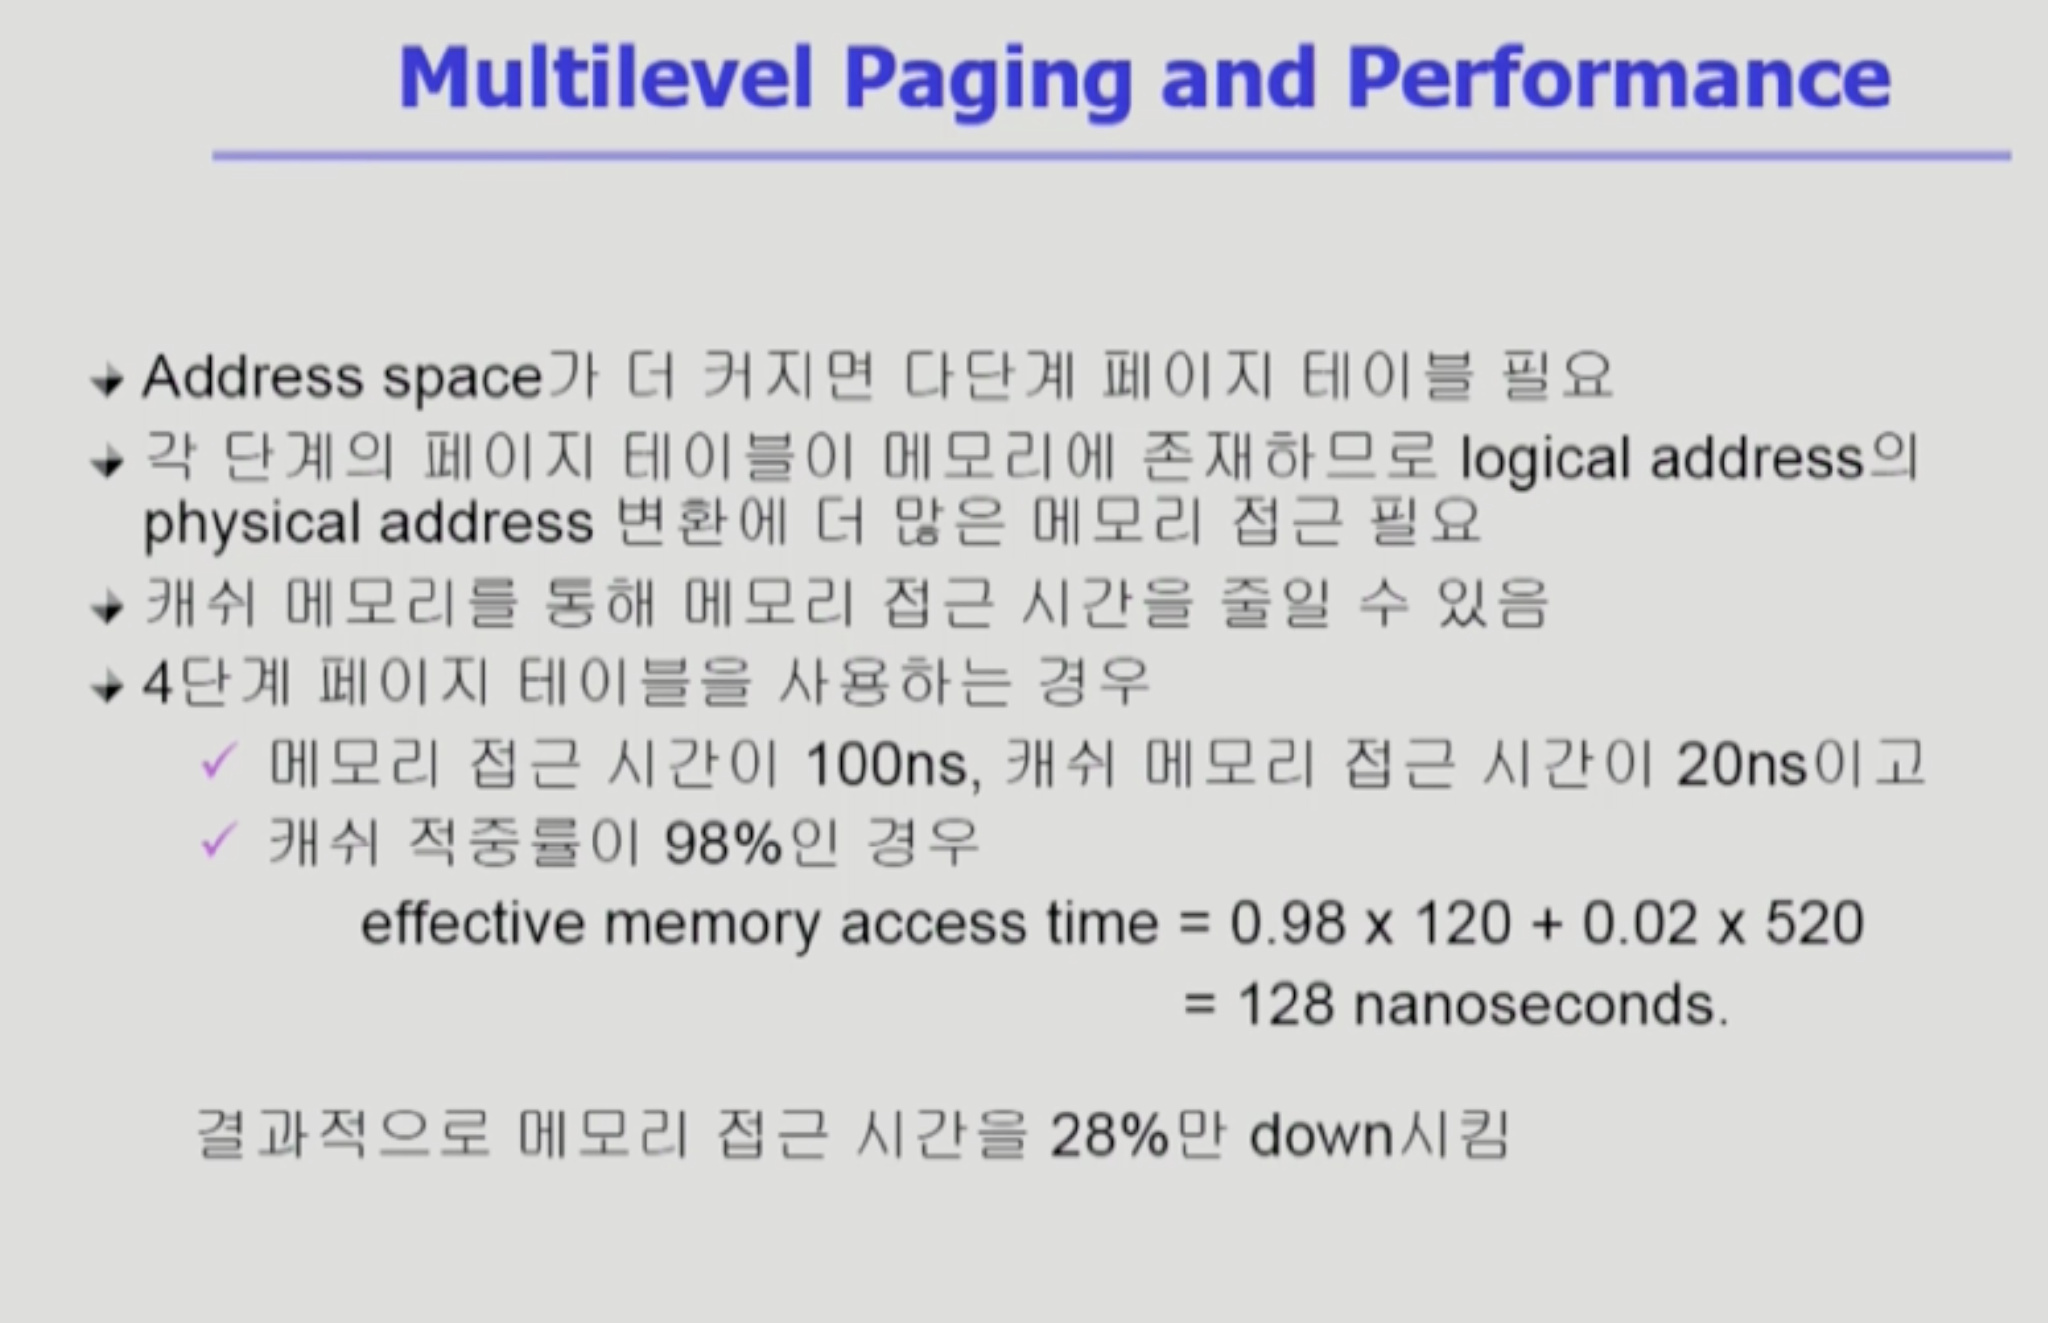 Multilevel Paging and Performance
Address space가 더 커지면 다단계 페이지 테이블 필요
각 단계의 페이지 테이블이 메모리에 존재하므로 logical address의
physical address 변환에 더 많은 메모리 접근 필요
캐쉬 메모리를 통해 메모리 접근 시간을 줄일 수 있음
4단계 페이지 테이블을 사용하는 경우
메모리 접근 시간이 100ns, 캐쉬 메모리 접근 시간이 20ns이고
캐쉬 적중률이 98%인 경우
effective memory access time = 0.98 x 120 + 0.02 x 520
= 128 nanoseconds.
결과적으로 메모리 접근 시간을 28%만 down시킴